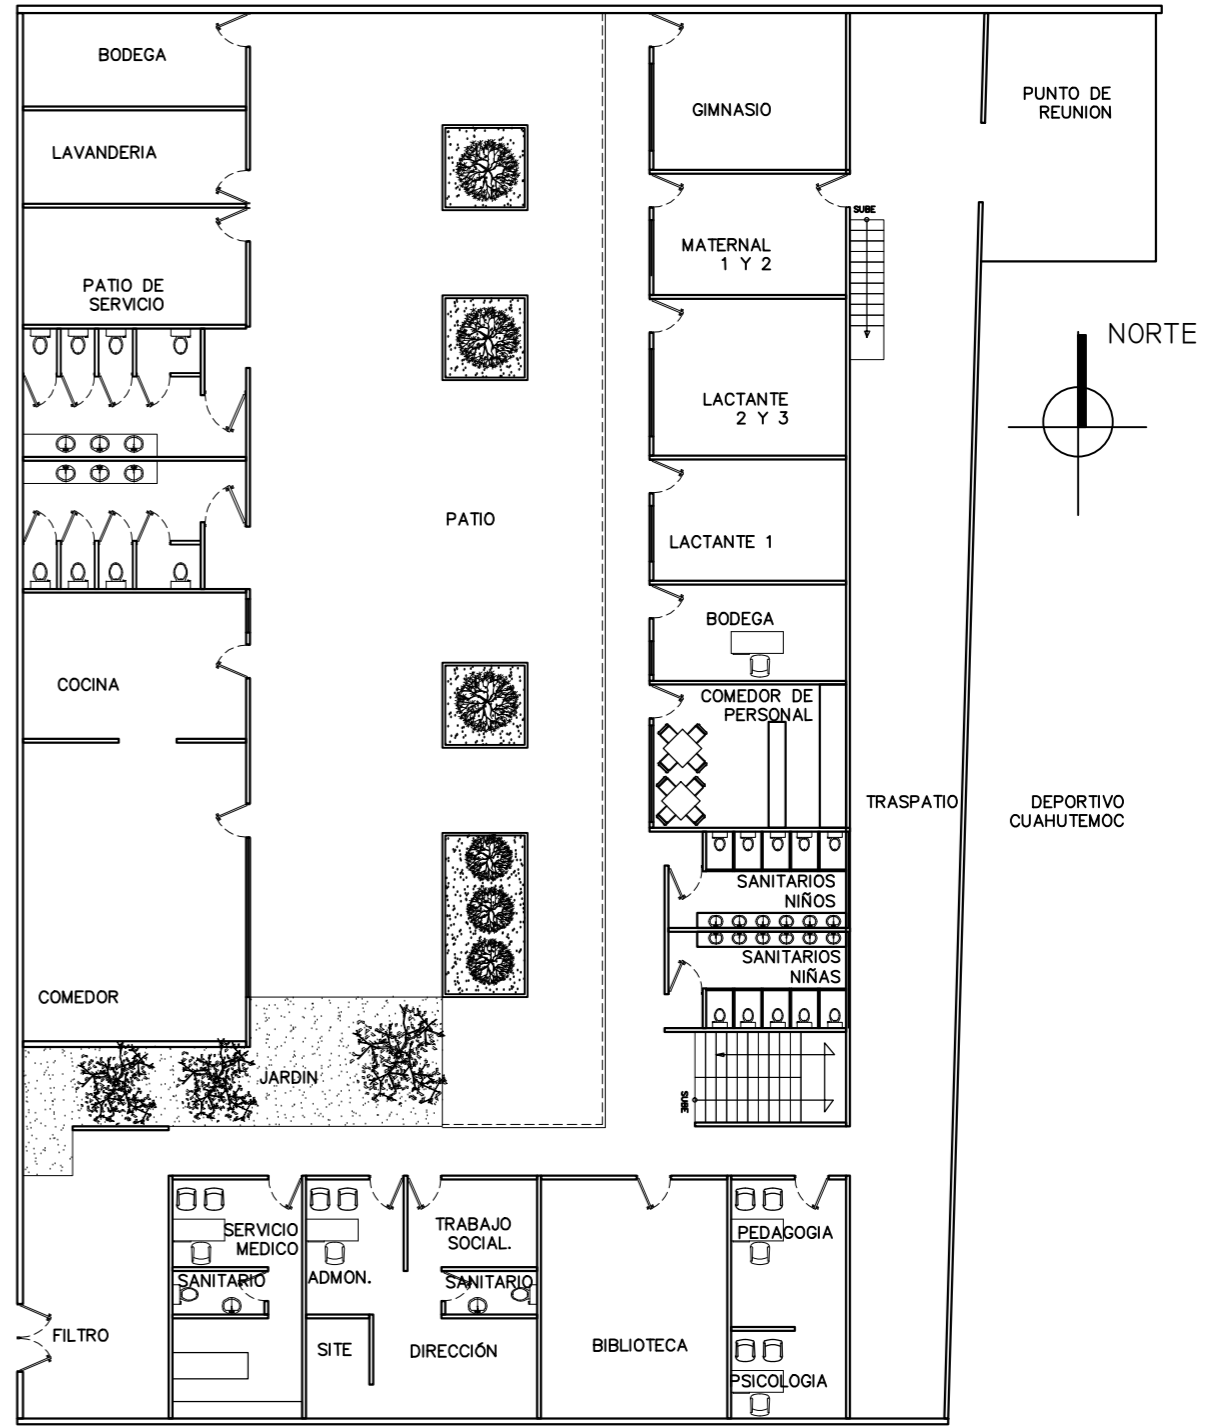 BODEGA
LAVANDERIA
PATIO DE
SERVICIO
COCINA
COMEDOR
JARDIN
PATIO
GIMNASIO
MATERNAL
1 Y 2
SUBE
LACTANTE
2 Y 3
LACTANTE 1
BODEGA
COMEDOR DE
PERSONAL
SANITARIOS
NIÑOS
SANITARIOS
NIÑAS
SUBE
PUNTO DE
REUNION
NORTE
TRASPATIO
DEPORTIVO
CUAHUTEMOC
FILTRO
SERVICIO
MEDICO
SANITARIO
ADMON.
SITE
TRABAJO
SOCIAL.
SANITARIO
DIRECCIÓN
BIBLIOTECA
PEDAGOGIA
PSICOLOGIA